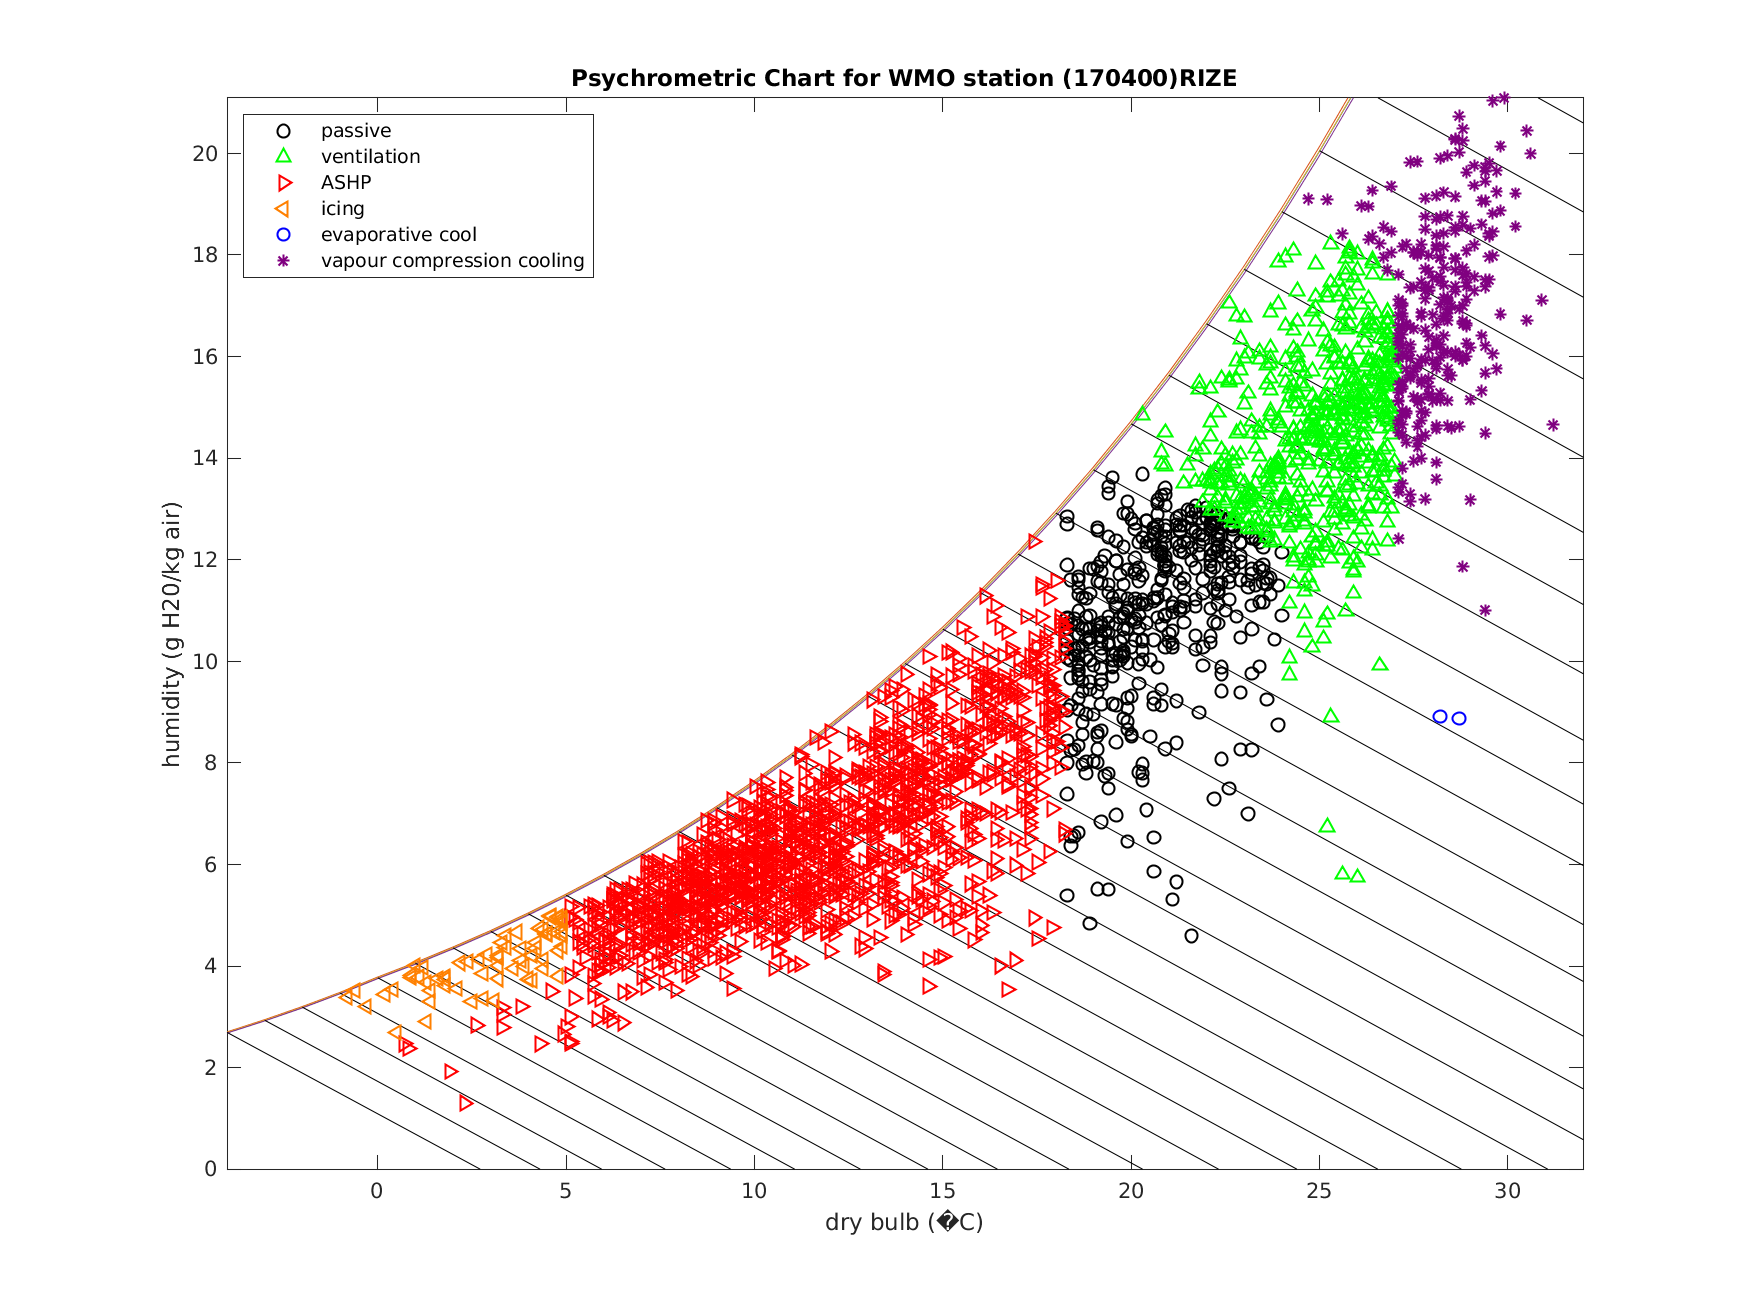 Psychrometric Chart for WMO station (170400)RIZE
passive
ventilation
ASHP
icing
evaporative cool
vapour compression cooling
humidity (g H20/kg air)
20
18
16
14
12
10
8
6
4
2
0
0 5 10 15 20 25 30
dry bulb (�C)